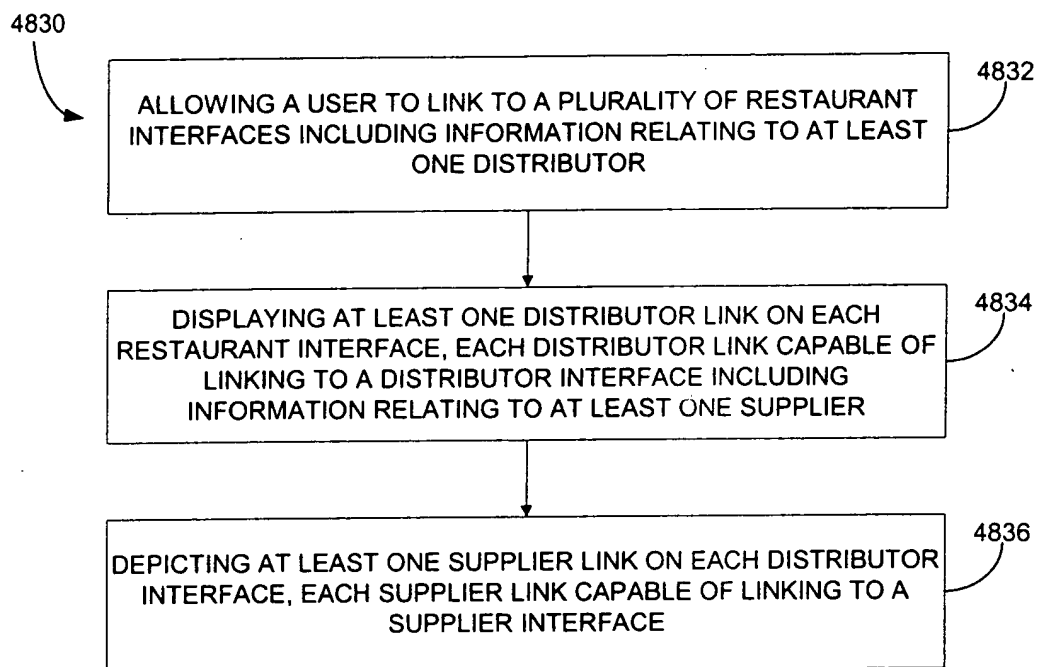 4830
4832
ALLOWING A USER TO LINK TO A PLURALITY OF RESTAURANT
INTERFACES INCLUDING INFORMATION RELATING TO AT LEAST
ONE DISTRIBUTOR
4834
DISPLAYING AT LEAST ONE DISTRIBUTOR LINK ON EACH
RESTAURANT INTERFACE, EACH DISTRIBUTOR LINK CAPABLE OF
LINKING TO A DISTRIBUTOR INTERFACE INCLUDING
INFORMATION RELATING TO AT LEAST ONE SUPPLIER
4836
DEPICTING AT LEAST ONE SUPPLIER LINK ON EACH DISTRIBUTOR
INTERFACE, EACH SUPPLIER LINK CAPABLE OF LINKING TO A
SUPPLIER INTERFACE